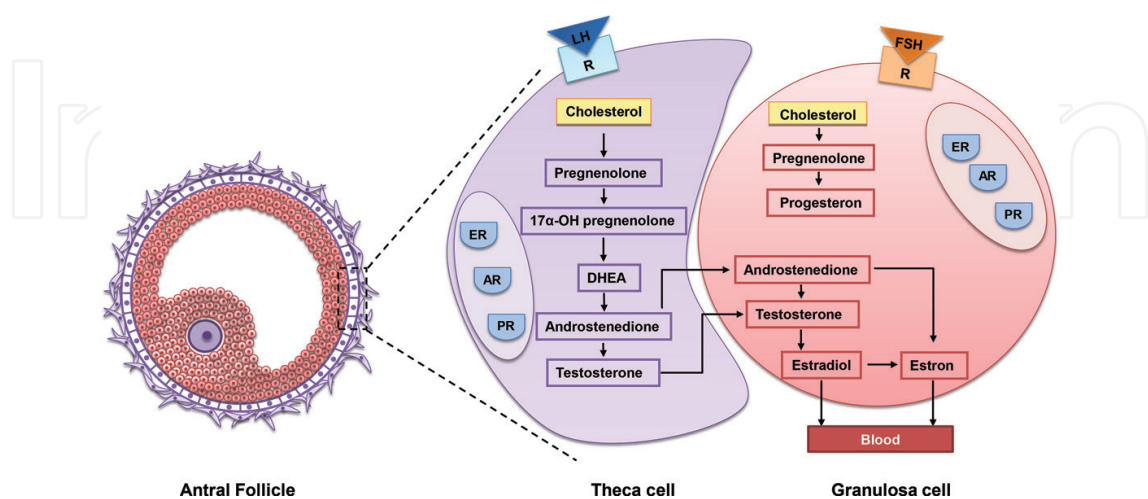 LH
R
Cholesterol
Pregnenolone
17α-OH pregnenolone
DHEA
Androstenedione
Testosterone
ER
AR
PR
FSH
R
Cholesterol
Pregnenolone
Progesteron
ER
AR
PR
Androstenedione
Testosterone
Estradiol
Estron
Blood
Antral Follicle
Theca cell
Granulosa cell